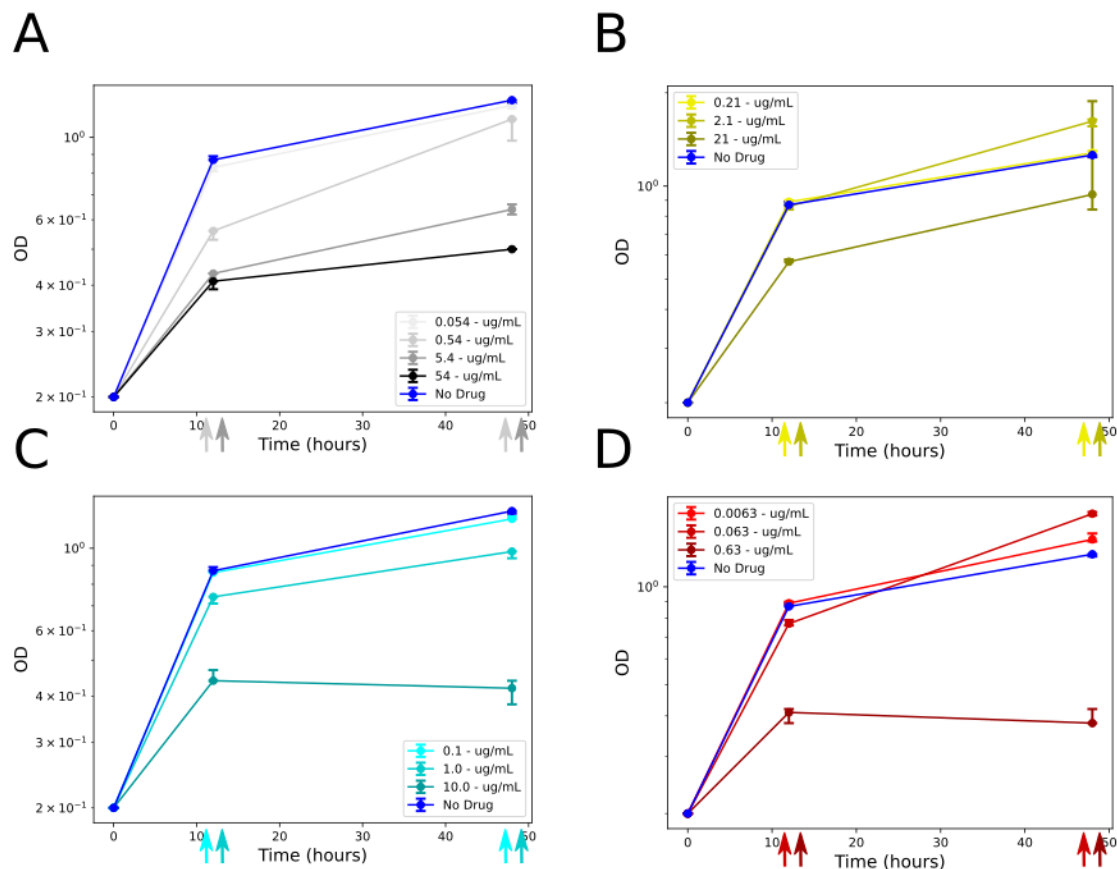 A
10⁰
6 × 10⁻¹
4 × 10⁻¹
3 × 10⁻¹
2 × 10⁻¹
OD
0.054 - ug/mL
0.54 - ug/mL
5.4 - ug/mL
54 - ug/mL
No Drug
0 10 20 30 40 50
Time (hours)
B
0.21 - ug/mL
2.1 - ug/mL
21 - ug/mL
No Drug
10⁰
OD
0 10 20 30 40 50
Time (hours)
C
10⁰
6 × 10⁻¹
4 × 10⁻¹
3 × 10⁻¹
2 × 10⁻¹
OD
0.1 - ug/mL
1.0 - ug/mL
10.0 - ug/mL
No Drug
0 10 20 30 40 50
Time (hours)
D
0.0063 - ug/mL
0.063 - ug/mL
0.63 - ug/mL
No Drug
10⁰
OD
0 10 20 30 40 50
Time (hours)